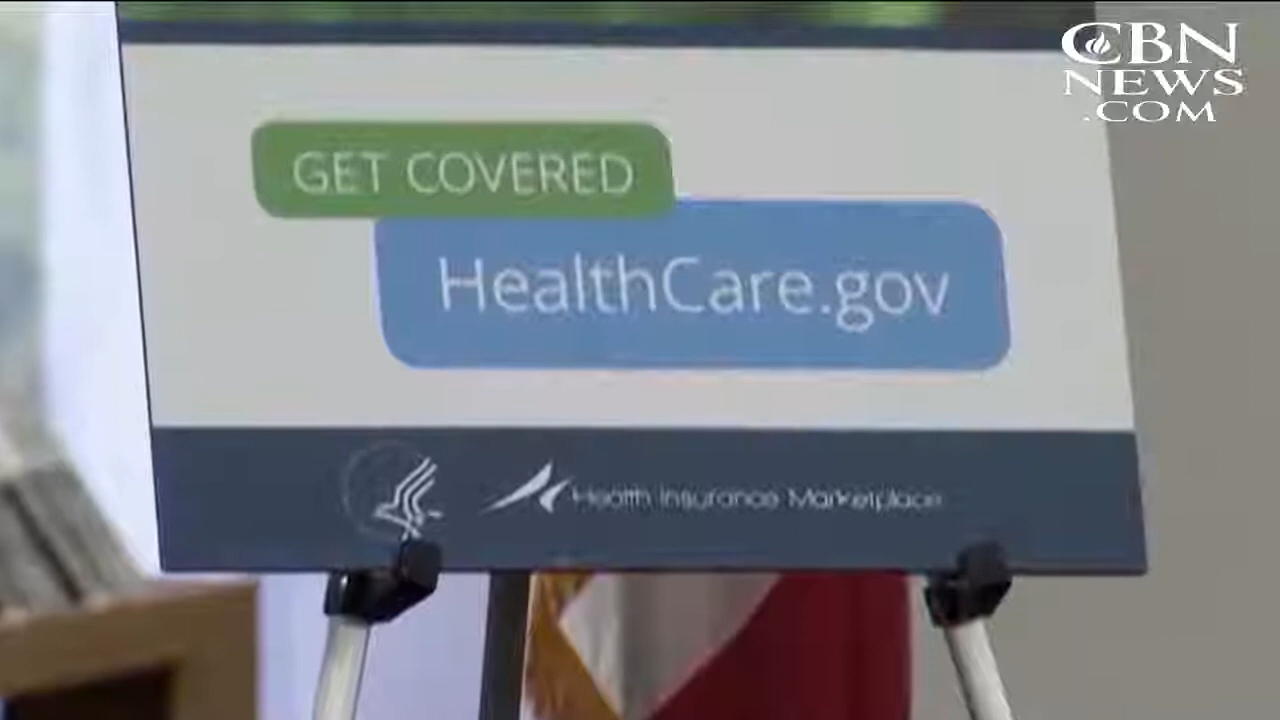 CBN
NEWS
.COM
GET COVERED
HealthCare.gov
Health Insurance Marketplace